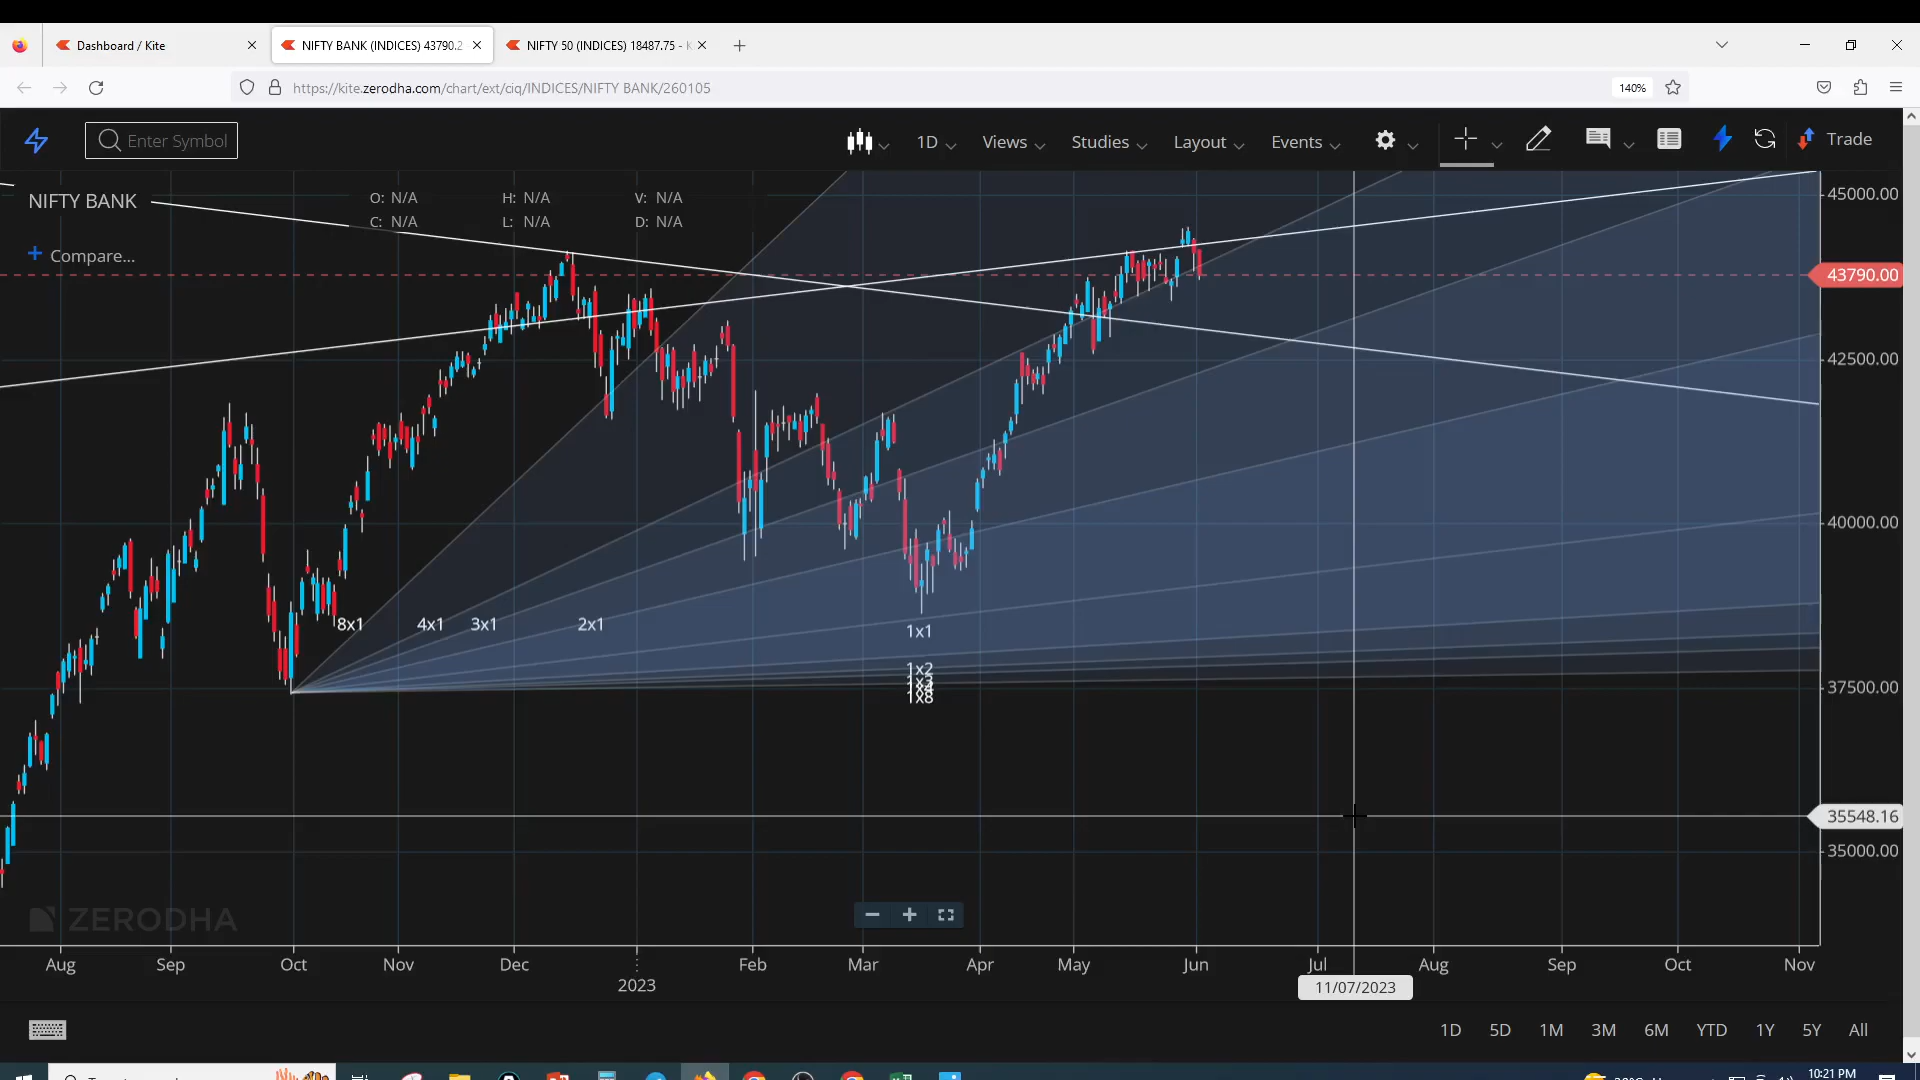 Dashboard / Kite
NIFTY BANK (INDICES) 43790.2
NIFTY 50 (INDICES) 18487.75 -
https://kite.zerodha.com/chart/ext/ciq/INDICES/NIFTY BANK/260105
140%
Enter Symbol
1D
Views
Studies
Layout
Events
Trade
NIFTY BANK
O: N/A
H: N/A
V: N/A
C: N/A
L: N/A
D: N/A
+ Compare...
45000.00
43790.00
42500.00
40000.00
8x1
4x1
3x1
2x1
1x1
1x2
1x3
1x4
1x8
37500.00
35548.16
35000.00
ZERODHA
Aug
Sep
Oct
Nov
Dec
Feb
Mar
Apr
May
Jun
Jul
Aug
Sep
Oct
Nov
2023
11/07/2023
1D
5D
1M
3M
6M
YTD
1Y
5Y
All
10:21 PM